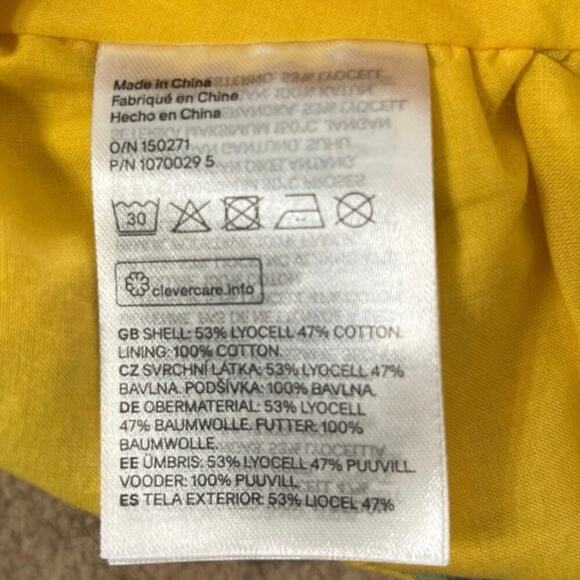 Made in China
Fabriqué en Chine
Hecho en China
O/N 150271
P/N 1070029 5
30
clevercare.info
GB SHELL: 53% LYOCELL 47% COTTON.
LINING: 100% COTTON.
CZ SVRCHNÍ LÁTKA: 53% LYOCELL 47%
BAVLNA. PODŠÍVKA: 100% BAVLNA.
DE OBERMATERIAL: 53% LYOCELL
47% BAUMWOLLE. FUTTER: 100%
BAUMWOLLE.
EE ÜMBRIS: 53% LYOCELL 47% PUUVILL.
VOODER: 100% PUUVILL.
ES TELA EXTERIOR: 53% LIOCEL 47%